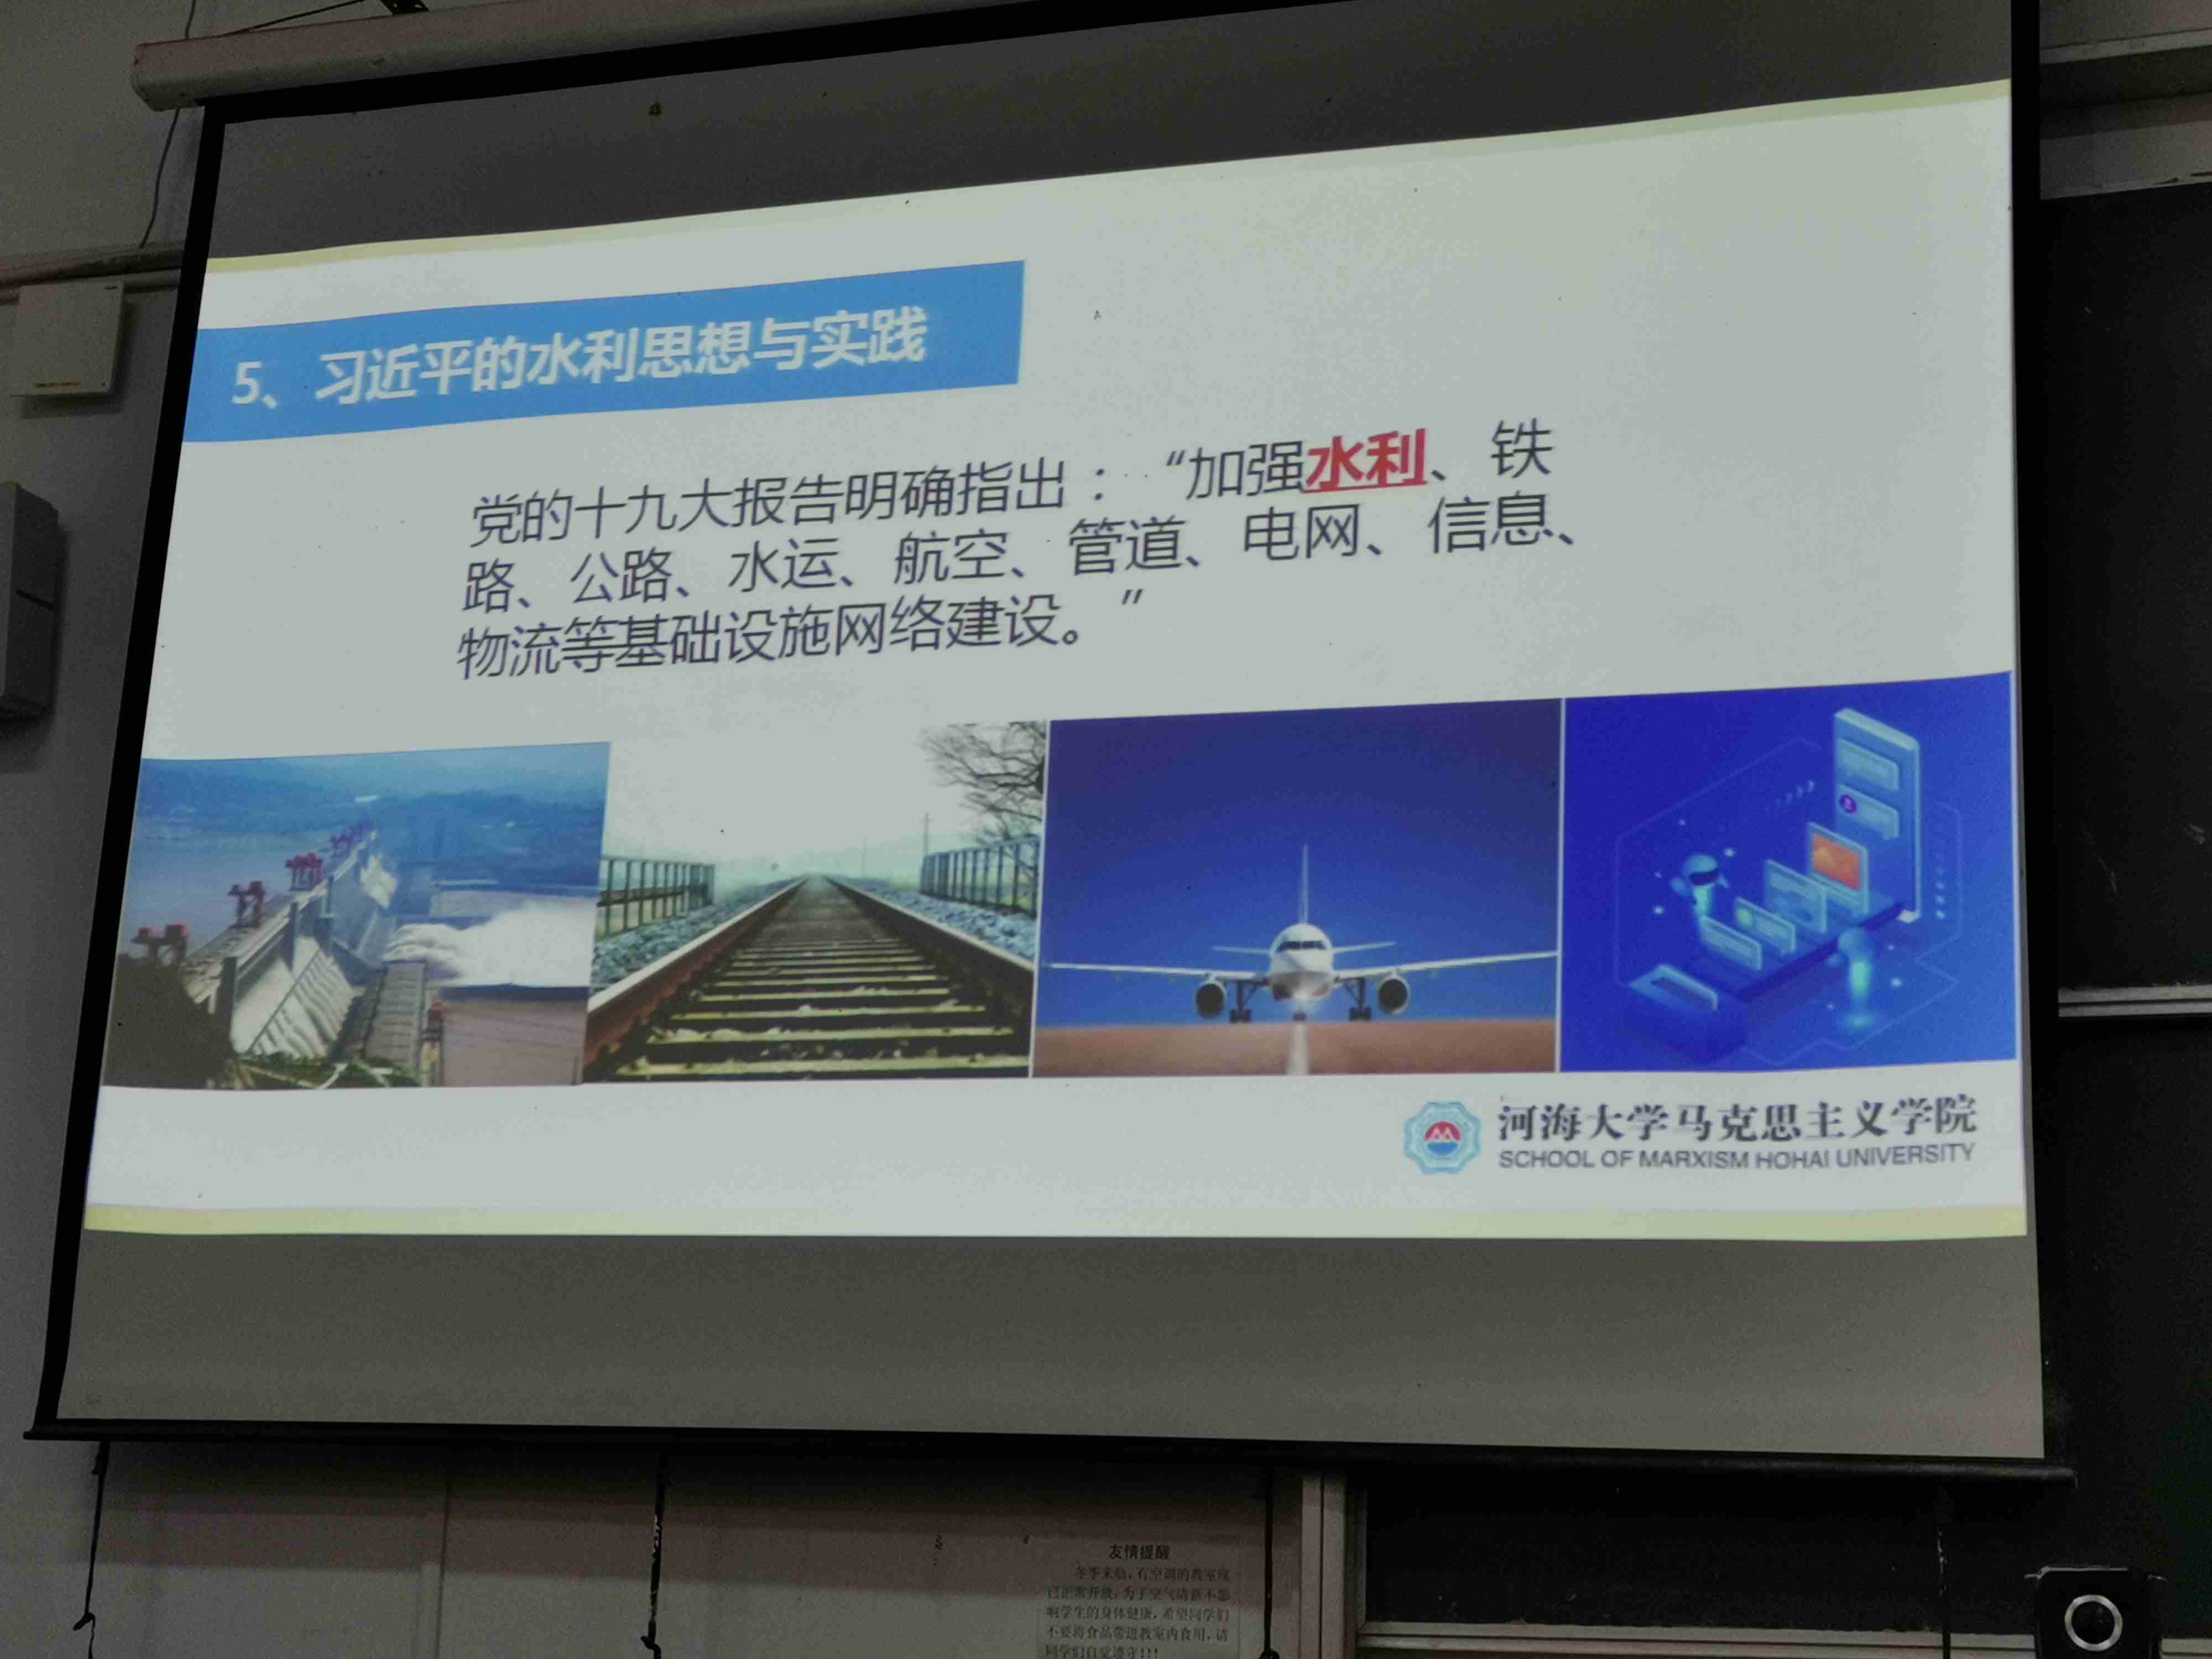 5、习近平的水利思想与实践
党的十九大报告明确指出：“加强水利、铁
路、公路、水运、航空、管道、电网、信息、
物流等基础设施网络建设。”
河海大学马克思主义学院
SCHOOL OF MARXISM HOHAI UNIVERSITY
友情提醒
冬季来临，有空调的教室现
已正常开放，为了空气清新不影
响学生的身体健康，希望同学们
不要将食品带进教室内食用，请
同学们自觉遵守!!!